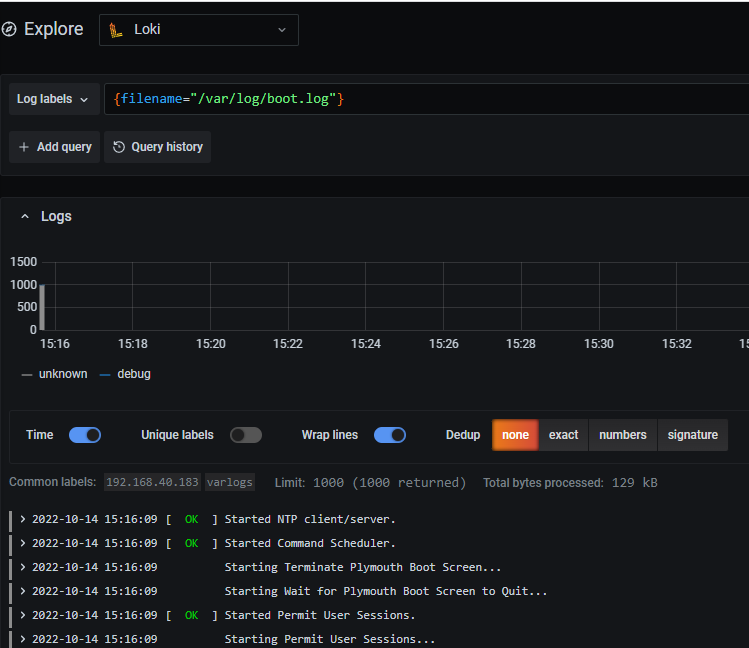 Explore
Loki
Log labels
{filename="/var/log/boot.log"}
+ Add query
Query history
Logs
1500
1000
500
0
15:16 15:18 15:20 15:22 15:24 15:26 15:28 15:30 15:32
unknown debug
Time Unique labels Wrap lines Dedup none exact numbers signature
Common labels: 192.168.40.183 varlogs Limit: 1000 (1000 returned) Total bytes processed: 129 kB
> 2022-10-14 15:16:09 [ OK ] Started NTP client/server.
> 2022-10-14 15:16:09 [ OK ] Started Command Scheduler.
> 2022-10-14 15:16:09 Starting Terminate Plymouth Boot Screen...
> 2022-10-14 15:16:09 Starting Wait for Plymouth Boot Screen to Quit...
> 2022-10-14 15:16:09 [ OK ] Started Permit User Sessions.
> 2022-10-14 15:16:09 Starting Permit User Sessions...